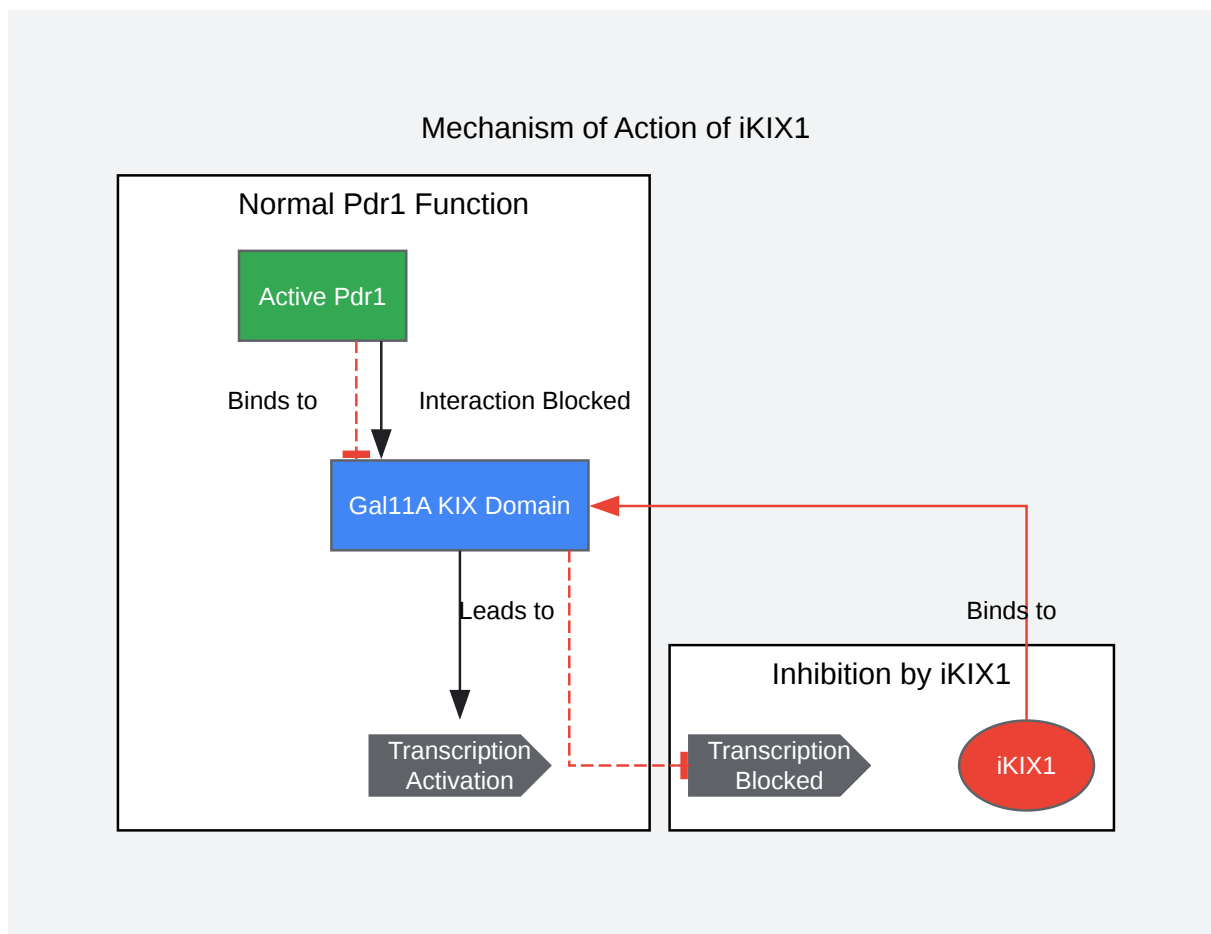 Mechanism of Action of iKIX1
Normal Pdr1 Function
Active Pdr1
Binds to
Interaction Blocked
Gal11A KIX Domain
Leads to
Binds to
Inhibition by iKIX1
Transcription
Activation
Transcription
Blocked
iKIX1